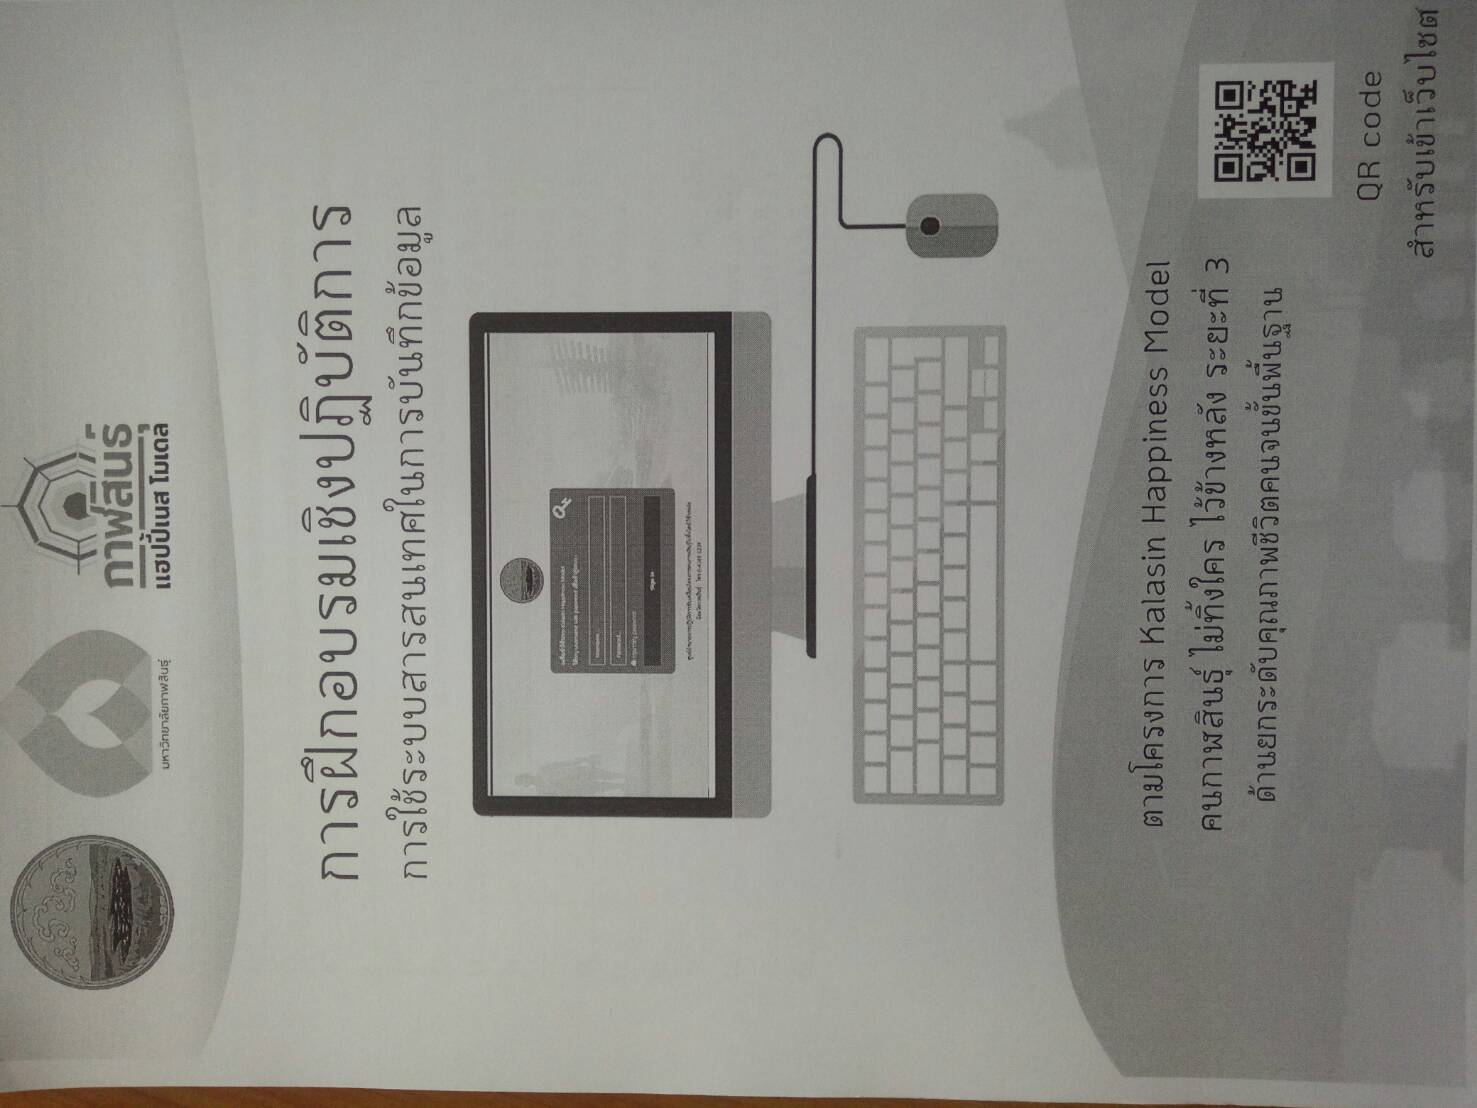 มหาวิทยาลัยกาฬสินธุ์
กาฬสินธุ์
แฮปปี้เนส โมเดล
การฝึกอบรมเชิงปฏิบัติการ
การใช้ระบบสารสนเทศในการบันทึกข้อมูล
Sign in
ตามโครงการ Kalasin Happiness Model
คนกาฬสินธุ์ ไม่ทิ้งใคร ไว้ข้างหลัง ระยะที่ 3
ด้านยกระดับคุณภาพชีวิตคนจนขั้นพื้นฐาน
QR code
สำหรับเข้าเว็บไซต์